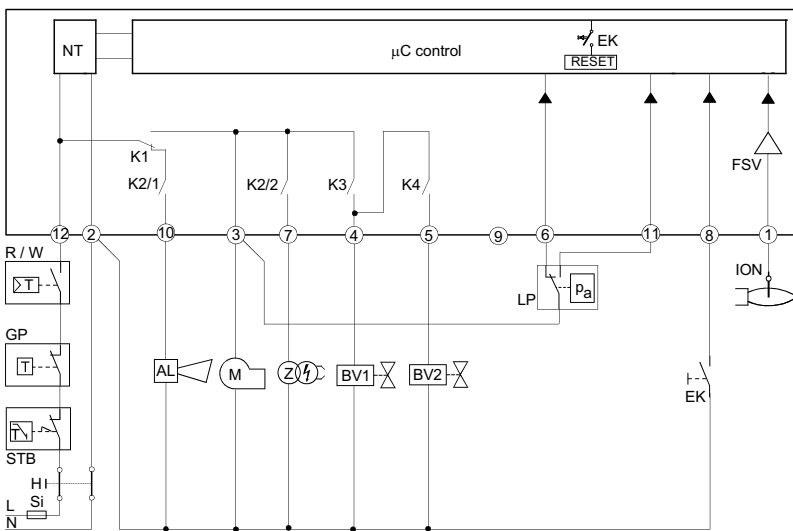 NT
µC control
EK
RESET
K1
K2/1
K2/2
K3
K4
FSV
12
2
10
3
7
4
5
9
6
11
8
1
R / W
T
LP
pa
ION
GP
T
AL
M
Z
BV1
BV2
EK
T
STB
H
Si
L
N